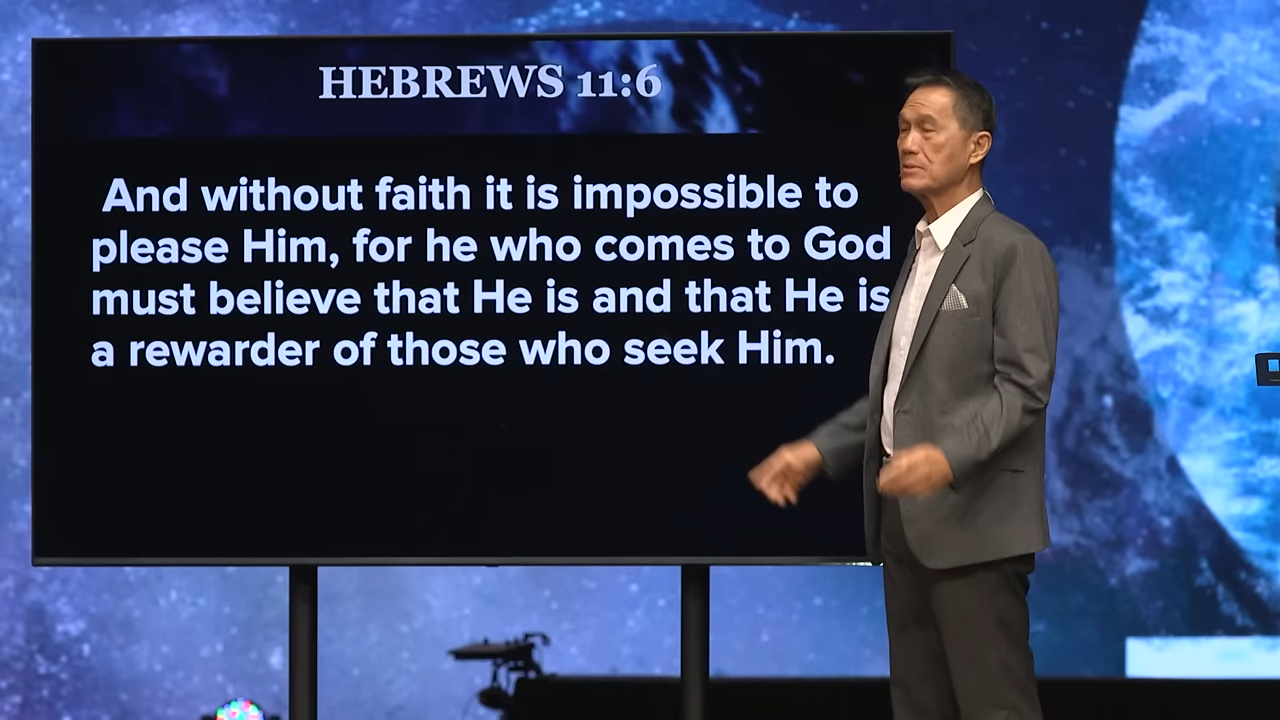 HEBREWS 11:6
And without faith it is impossible to
please Him, for he who comes to God
must believe that He is and that He is
a rewarder of those who seek Him.